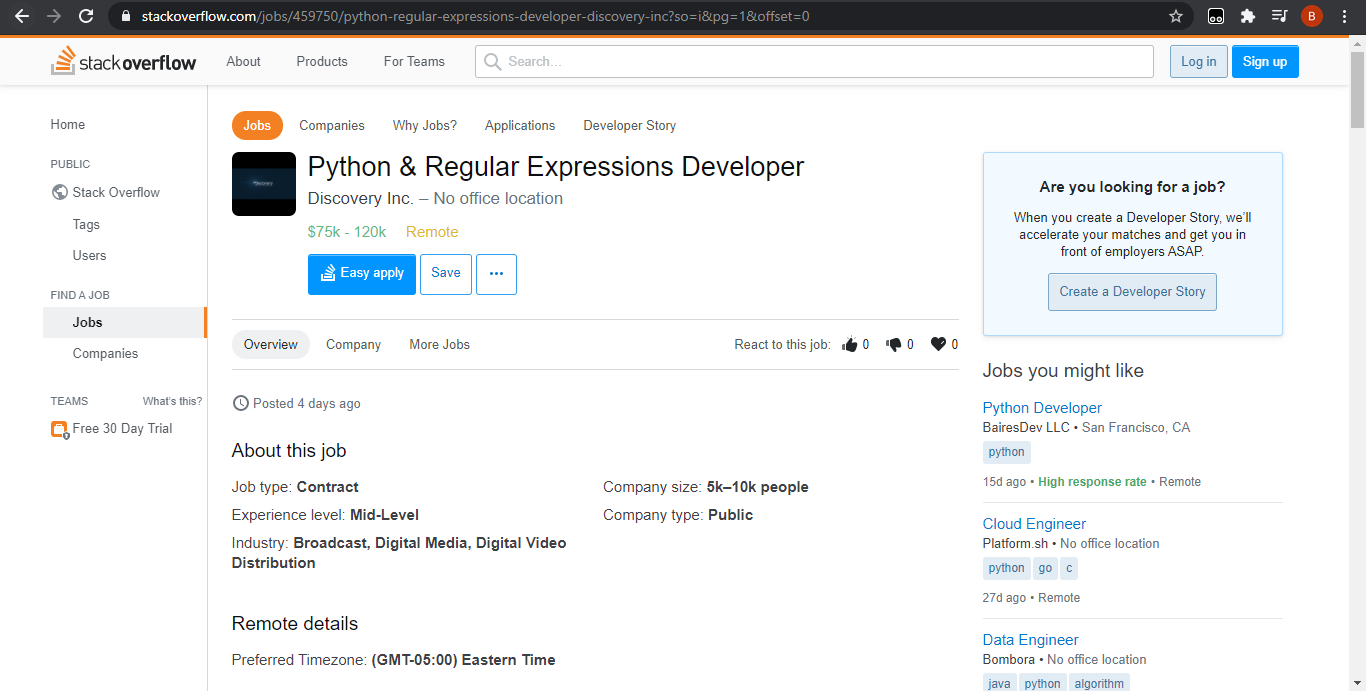 stackoverflow.com/jobs/459750/python-regular-expressions-developer-discovery-inc?so=i&pg=1&offset=0
B
stackoverflow
About
Products
For Teams
Search...
Log in
Sign up
Home
PUBLIC
Stack Overflow
Tags
Users
FIND A JOB
Jobs
Companies
TEAMS What's this?
Free 30 Day Trial
Jobs
Companies
Why Jobs?
Applications
Developer Story
Discovery
Python & Regular Expressions Developer
Discovery Inc. – No office location
$75k - 120k Remote
Easy apply
Save
...
Overview
Company
More Jobs
React to this job: 0 0 0
Posted 4 days ago
About this job
Job type: Contract
Experience level: Mid-Level
Industry: Broadcast, Digital Media, Digital Video
Distribution
Company size: 5k–10k people
Company type: Public
Remote details
Preferred Timezone: (GMT-05:00) Eastern Time
Are you looking for a job?
When you create a Developer Story, we'll
accelerate your matches and get you in
front of employers ASAP.
Create a Developer Story
Jobs you might like
Python Developer
BairesDev LLC • San Francisco, CA
python
15d ago • High response rate • Remote
Cloud Engineer
Platform.sh • No office location
python go c
27d ago • Remote
Data Engineer
Bombora • No office location
java python algorithm